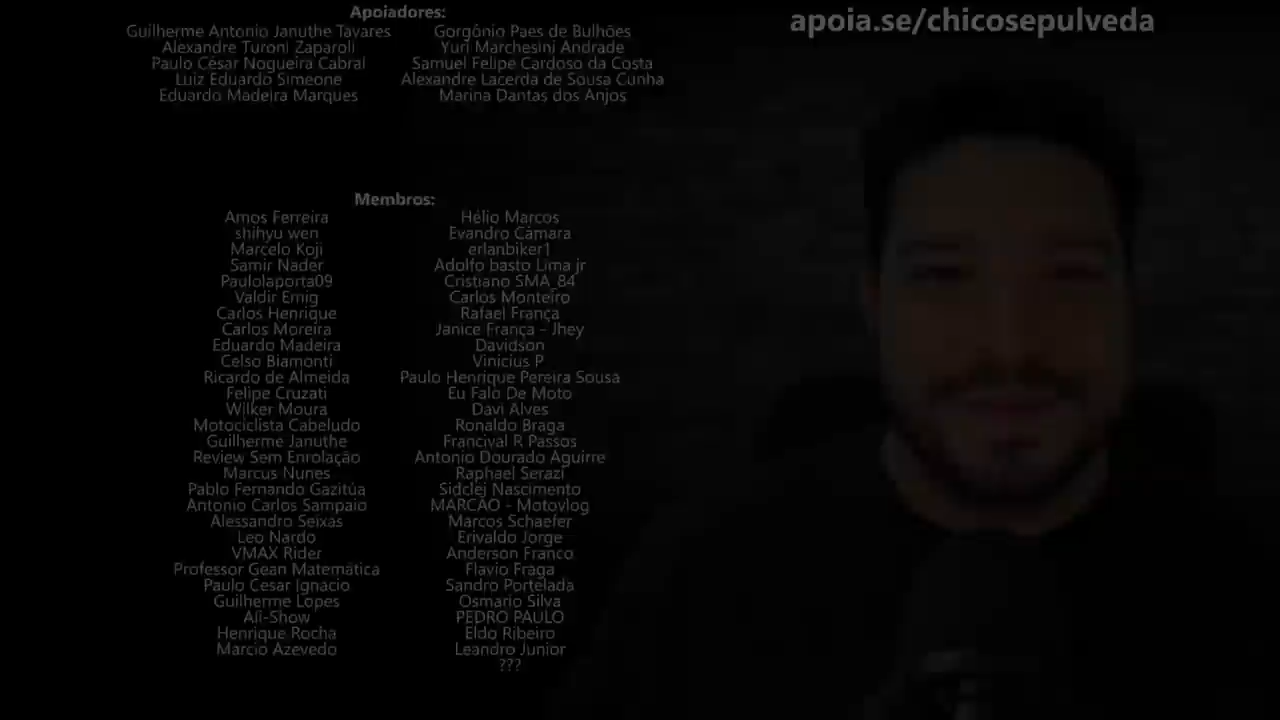 Apoiadores:
Guilherme Antonio Januthe Tavares
Alexandre Turoni Zaparoli
Paulo César Nogueira Cabral
Luiz Eduardo Simeone
Eduardo Madeira Marques
Gorgônio Paes de Bulhões
Yuri Marchesini Andrade
Samuel Felipe Cardoso da Costa
Alexandre Lacerda de Sousa Cunha
Marina Dantas dos Anjos
apoia.se/chicosepulveda
Membros:
Amos Ferreira
shihyu wen
Marcelo Koji
Samir Nader
Paulolaporta09
Valdir Emig
Carlos Henrique
Carlos Moreira
Eduardo Madeira
Celso Biamonti
Ricardo de Almeida
Felipe Cruzati
Wilker Moura
Motociclista Cabeludo
Guilherme Januthe
Review Sem Enrolação
Marcus Nunes
Pablo Fernando Gazitúa
Antonio Carlos Sampaio
Alessandro Seixas
Leo Nardo
VMAX Rider
Professor Gean Matemática
Paulo Cesar Ignacio
Guilherme Lopes
Ali-Show
Henrique Rocha
Marcio Azevedo
Hélio Marcos
Evandro Câmara
erlanbiker1
Adolfo basto Lima jr
Cristiano SMA_84
Carlos Monteiro
Rafael França
Janice França - Jhey
Davidson
Vinicius P
Paulo Henrique Pereira Sousa
Eu Falo De Moto
Davi Alves
Ronaldo Braga
Francival R Passos
Antonio Dourado Aguirre
Raphael Serazi
Sidclej Nascimento
MARCÃO - Motovlog
Marcos Schaefer
Erivaldo Jorge
Anderson Franco
Flavio Fraga
Sandro Portelada
Osmario Silva
PEDRO PAULO
Eldo Ribeiro
Leandro Junior
???